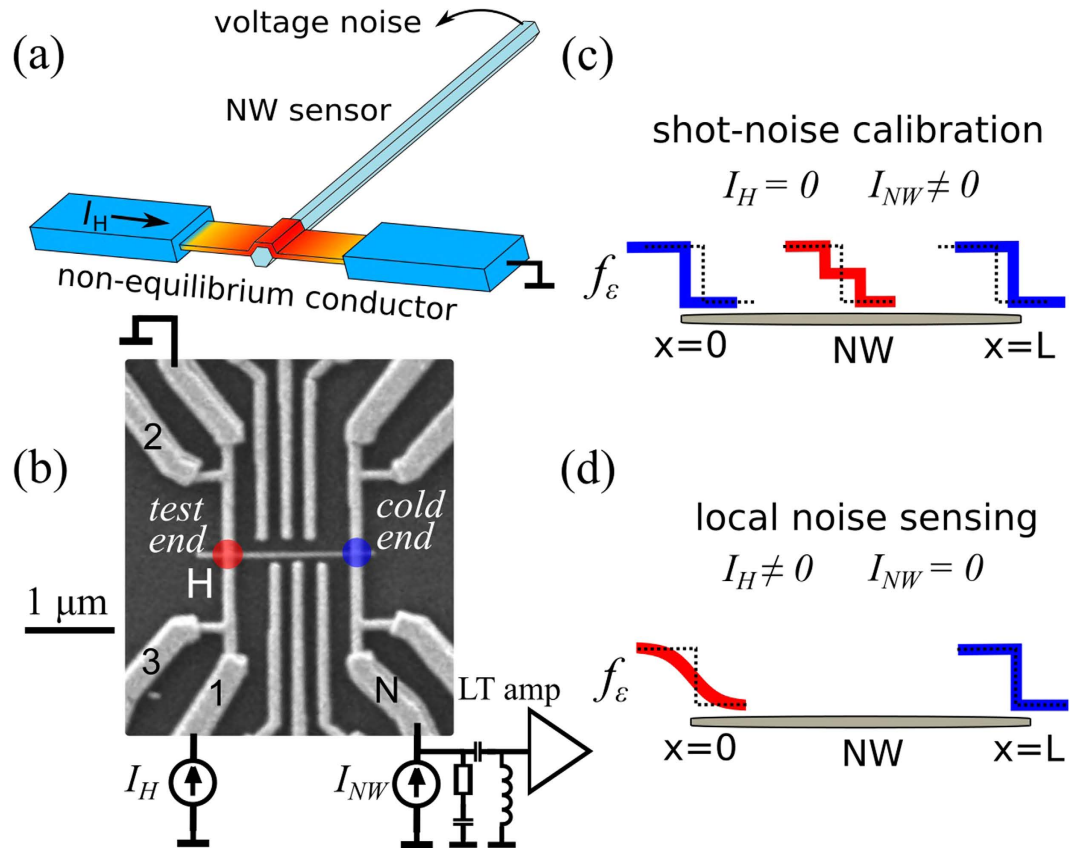 (a)
voltage noise
NW sensor
I_H
non-equilibrium conductor
(b)
2
test end
cold end
H
1 μm
3
1
N
LT amp
I_H
I_NW
(c)
shot-noise calibration
I_H = 0 I_NW ≠ 0
f_ε
x=0 NW x=L
(d)
local noise sensing
I_H ≠ 0 I_NW = 0
f_ε
x=0 NW x=L